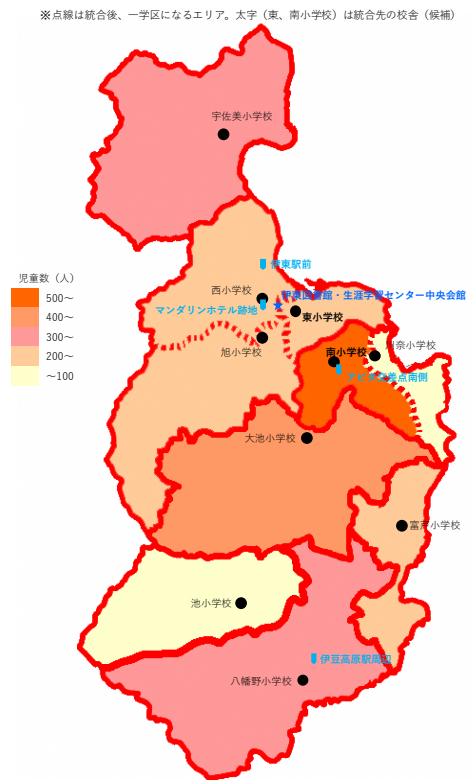 ※点線は統合後、一学区になるエリア。太字（東、南小学校）は統合先の校舎（候補）
宇佐美小学校
伊東駅前
児童数（人）
500〜
400〜
300〜
200〜
〜100
西小学校
伊東図書館・生涯学習センター中央会館
マンダリンホテル跡地
東小学校
旭小学校
南小学校
川奈小学校
交差点南側
大池小学校
富戸小学校
池小学校
伊豆高原駅周辺
八幡野小学校